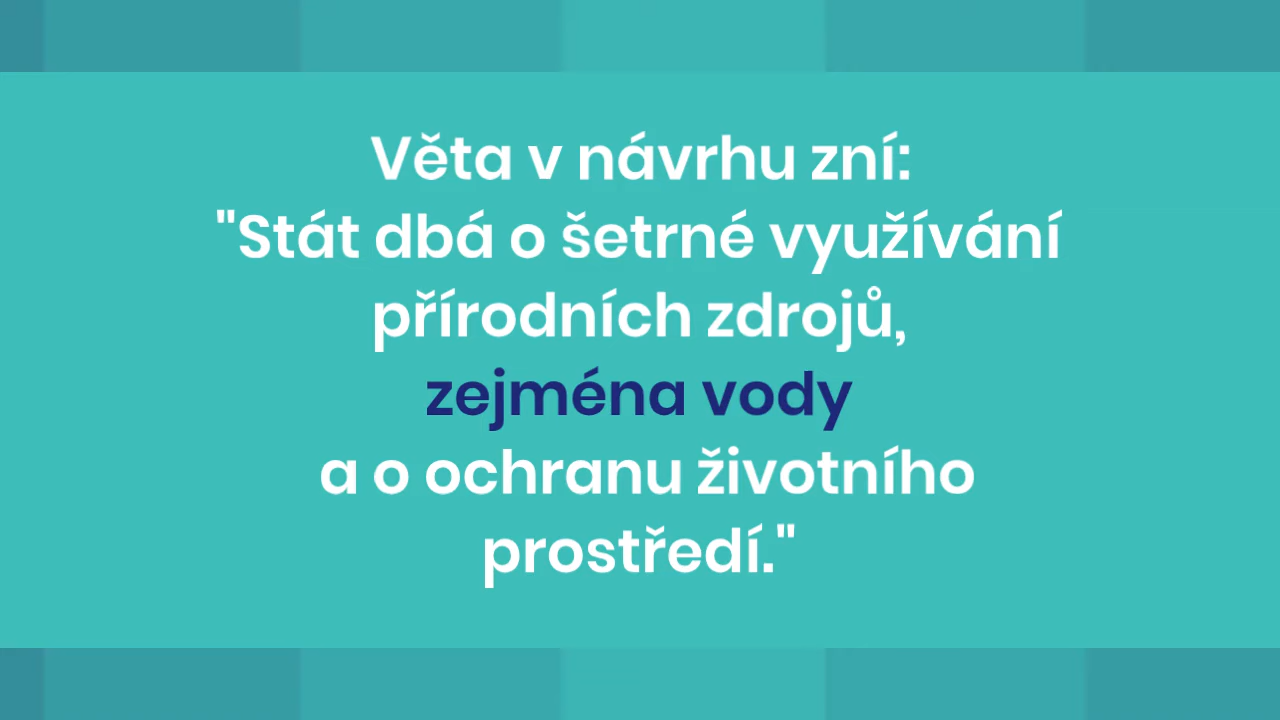 Věta v návrhu zní:
"Stát dbá o šetrné využívání
přírodních zdrojů,
zejména vody
a o ochranu životního
prostředí."